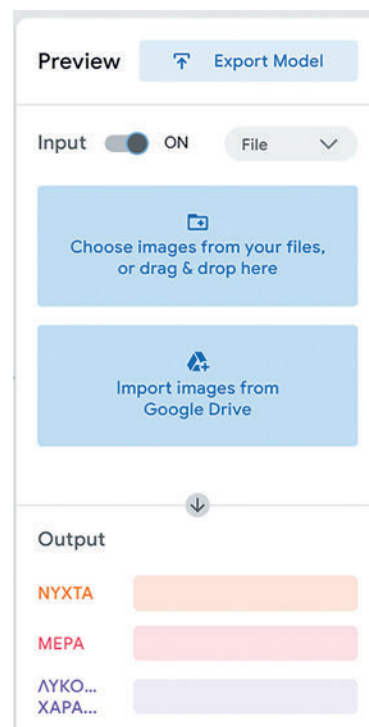 Preview
Export Model
Input ON File
Choose images from your files,
or drag & drop here
Import images from
Google Drive
Output
ΝΥΧΤΑ
ΜΕΡΑ
ΛΥΚΟ...
ΧΑΡΑ...